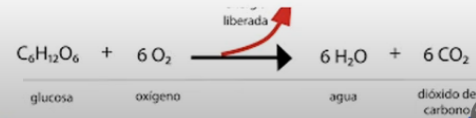 liberada
C₆H₁₂O₆ + 6 O₂ 6 H₂O + 6 CO₂
glucosa oxígeno agua dióxido de
carbono